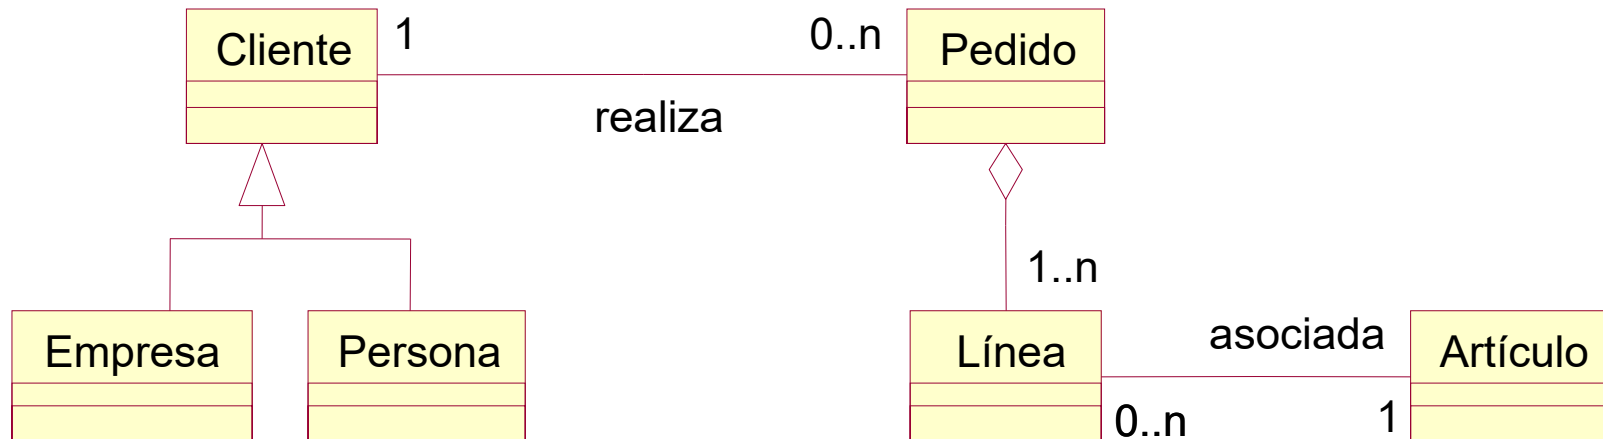 Cliente
1
0..n
Pedido
realiza
1..n
Empresa
Persona
Línea
asociada
Artículo
0..n
1